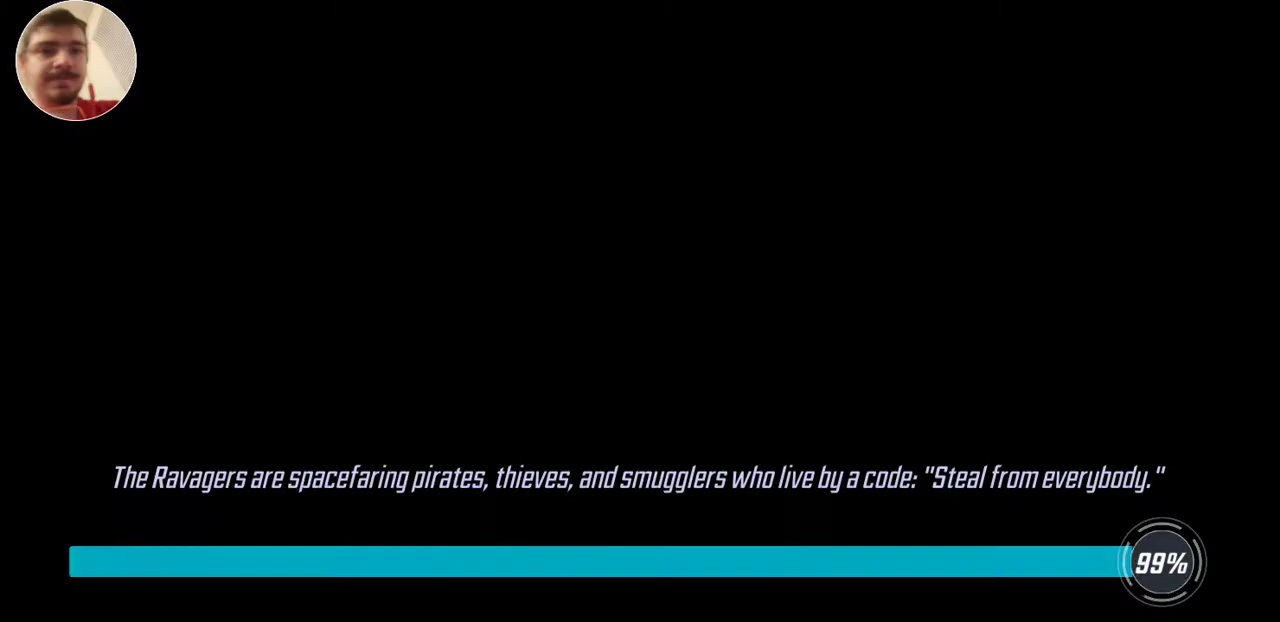 The Ravagers are spacefaring pirates, thieves, and smugglers who live by a code: "Steal from everybody."
99%